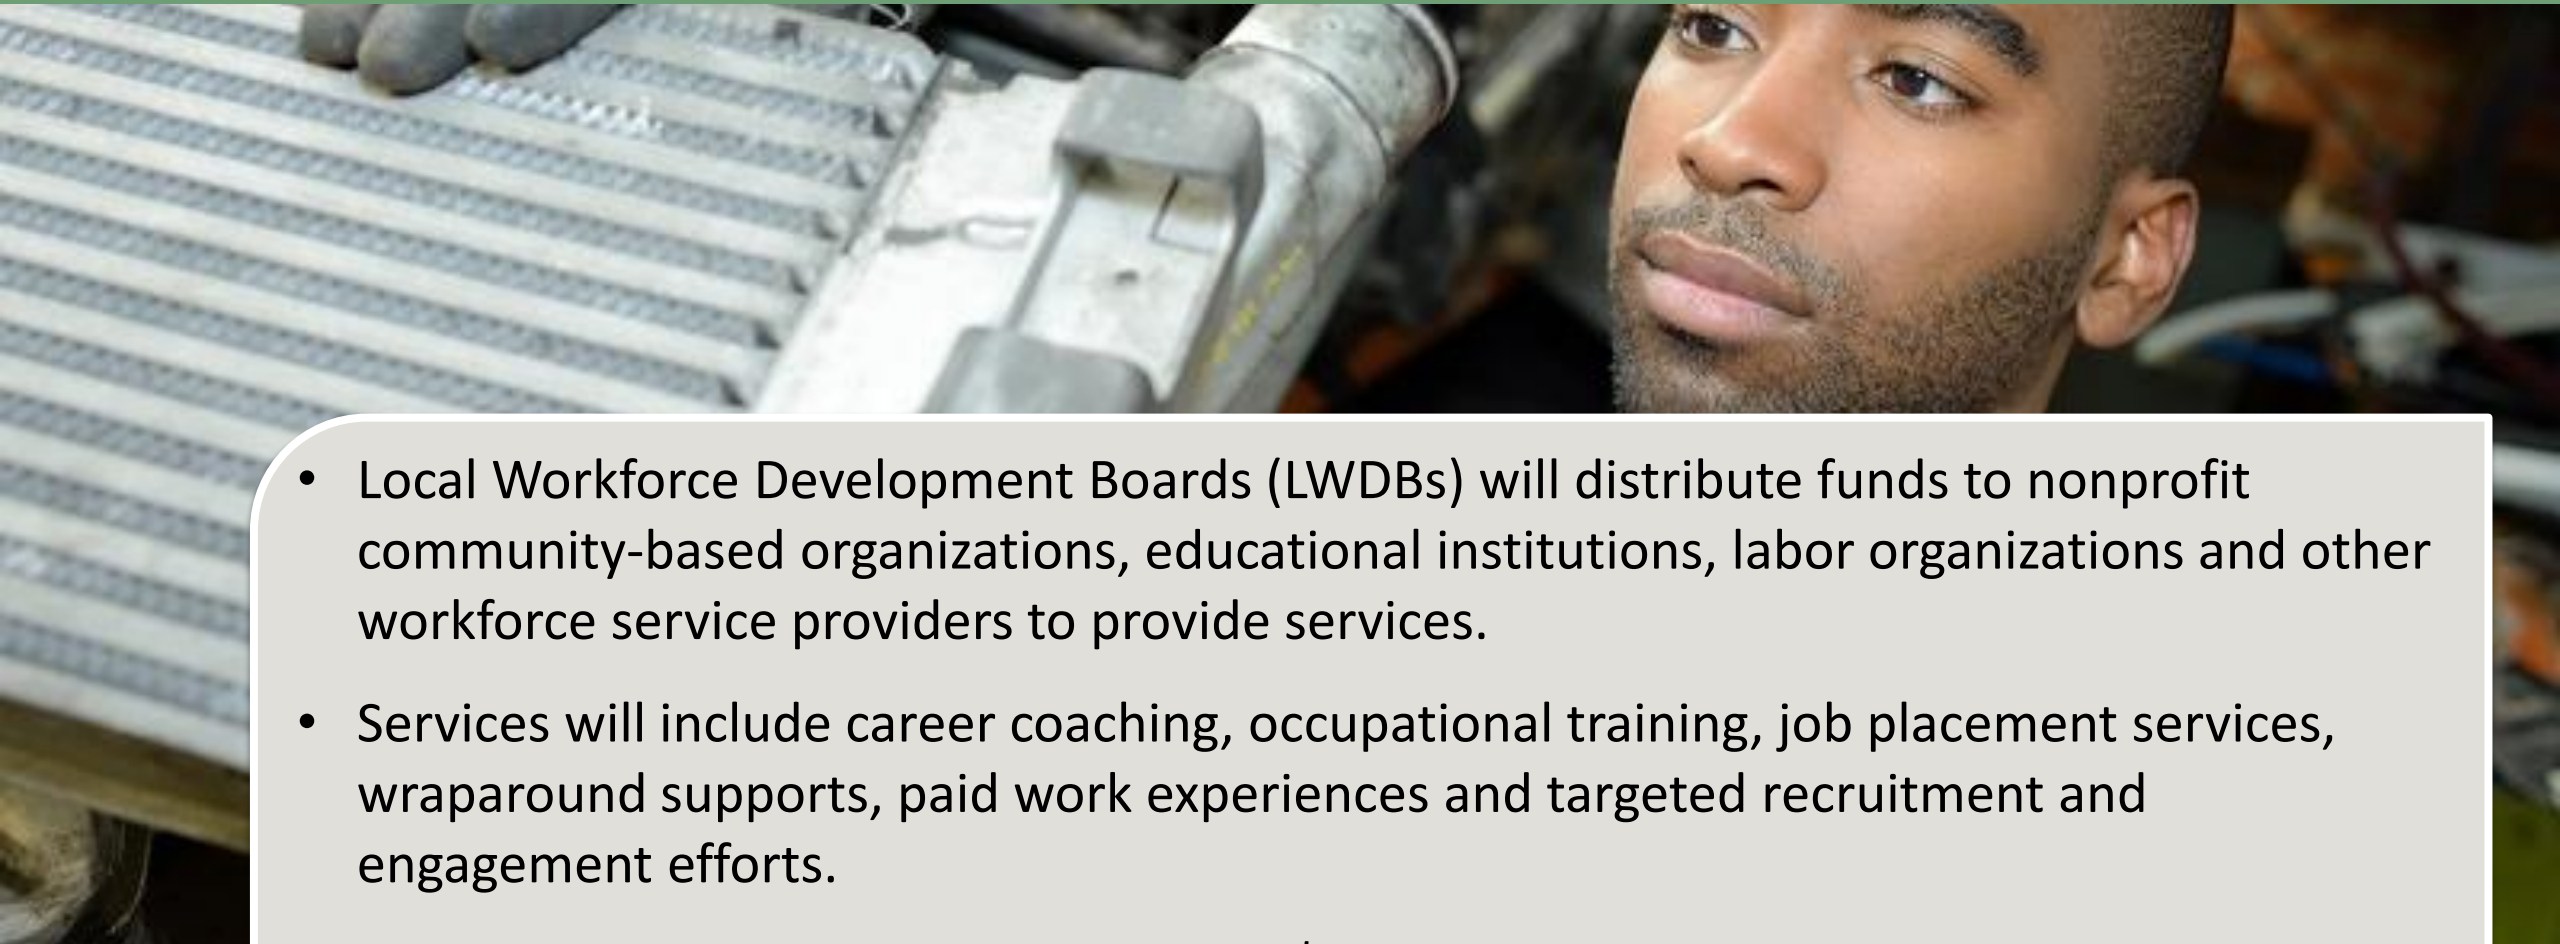 • Local Workforce Development Boards (LWDBs) will distribute funds to nonprofit
community-based organizations, educational institutions, labor organizations and other
workforce service providers to provide services.
• Services will include career coaching, occupational training, job placement services,
wraparound supports, paid work experiences and targeted recruitment and
engagement efforts.